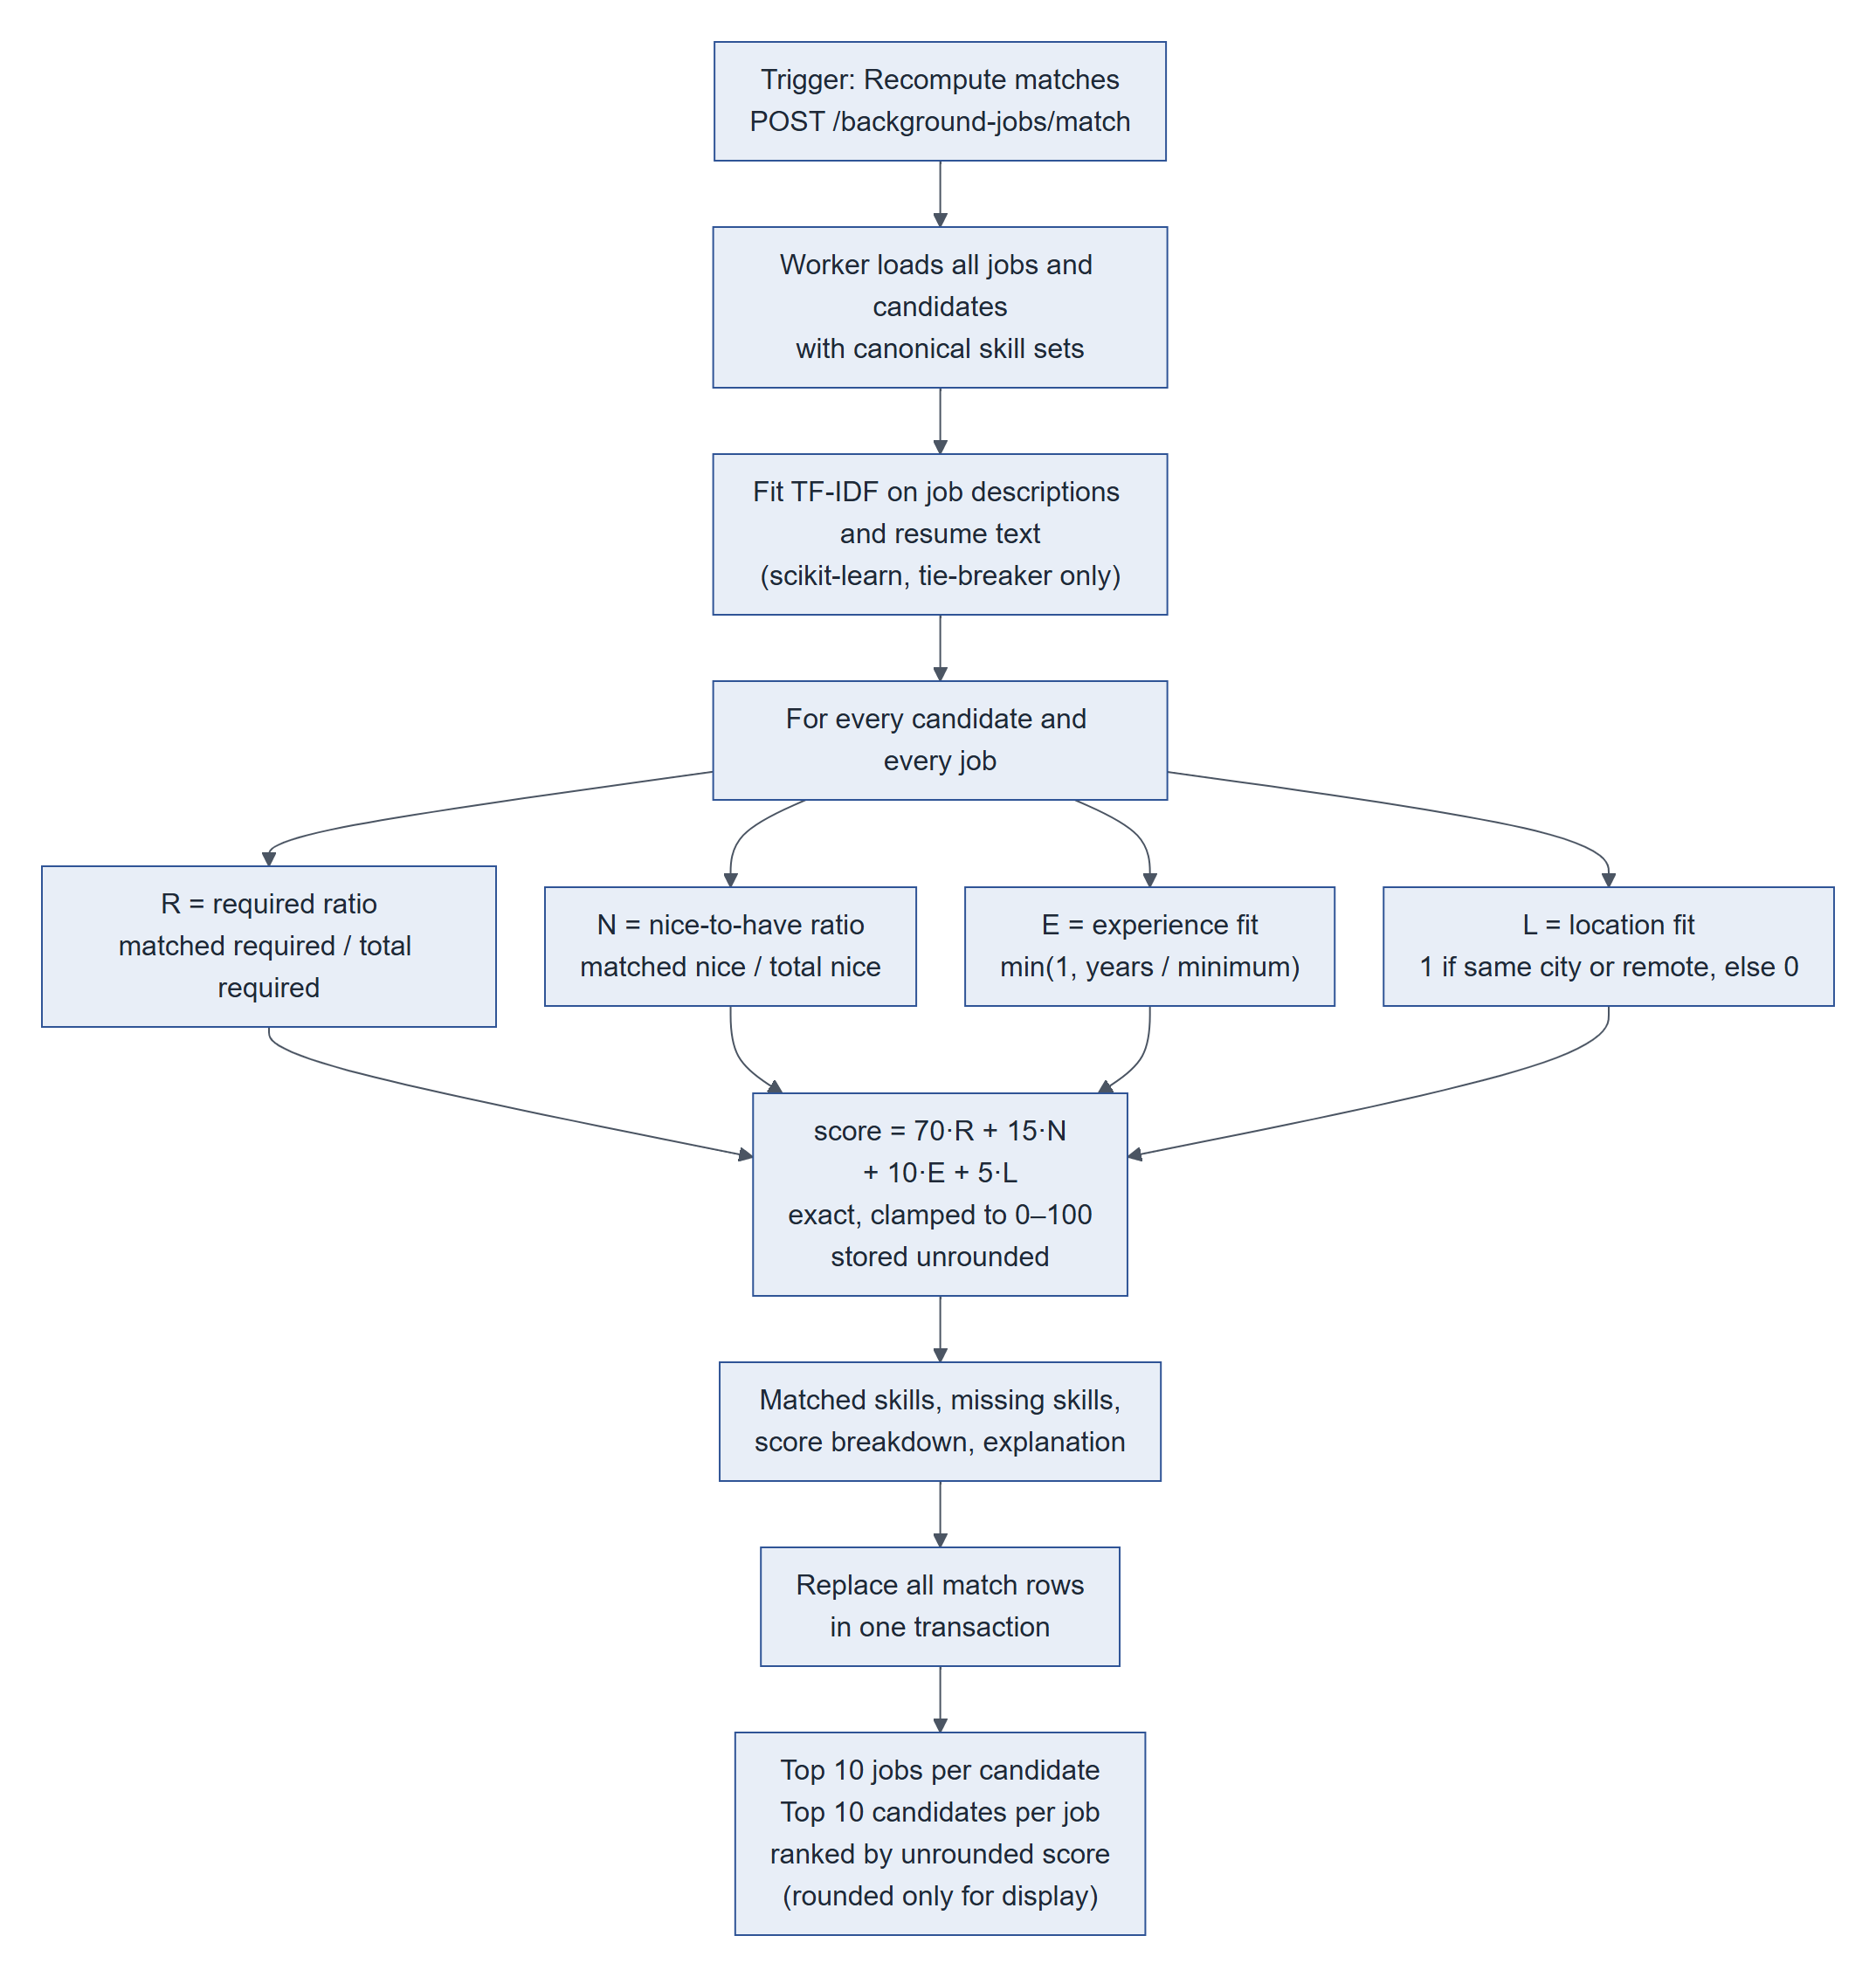 Trigger: Recompute matches
POST /background-jobs/match
Worker loads all jobs and
candidates
with canonical skill sets
Fit TF-IDF on job descriptions
and resume text
(scikit-learn, tie-breaker only)
For every candidate and
every job
R = required ratio
matched required / total
required
N = nice-to-have ratio
matched nice / total nice
E = experience fit
min(1, years / minimum)
L = location fit
1 if same city or remote, else 0
score = 70·R + 15·N
+ 10·E + 5·L
exact, clamped to 0–100
stored unrounded
Matched skills, missing skills,
score breakdown, explanation
Replace all match rows
in one transaction
Top 10 jobs per candidate
Top 10 candidates per job
ranked by unrounded score
(rounded only for display)